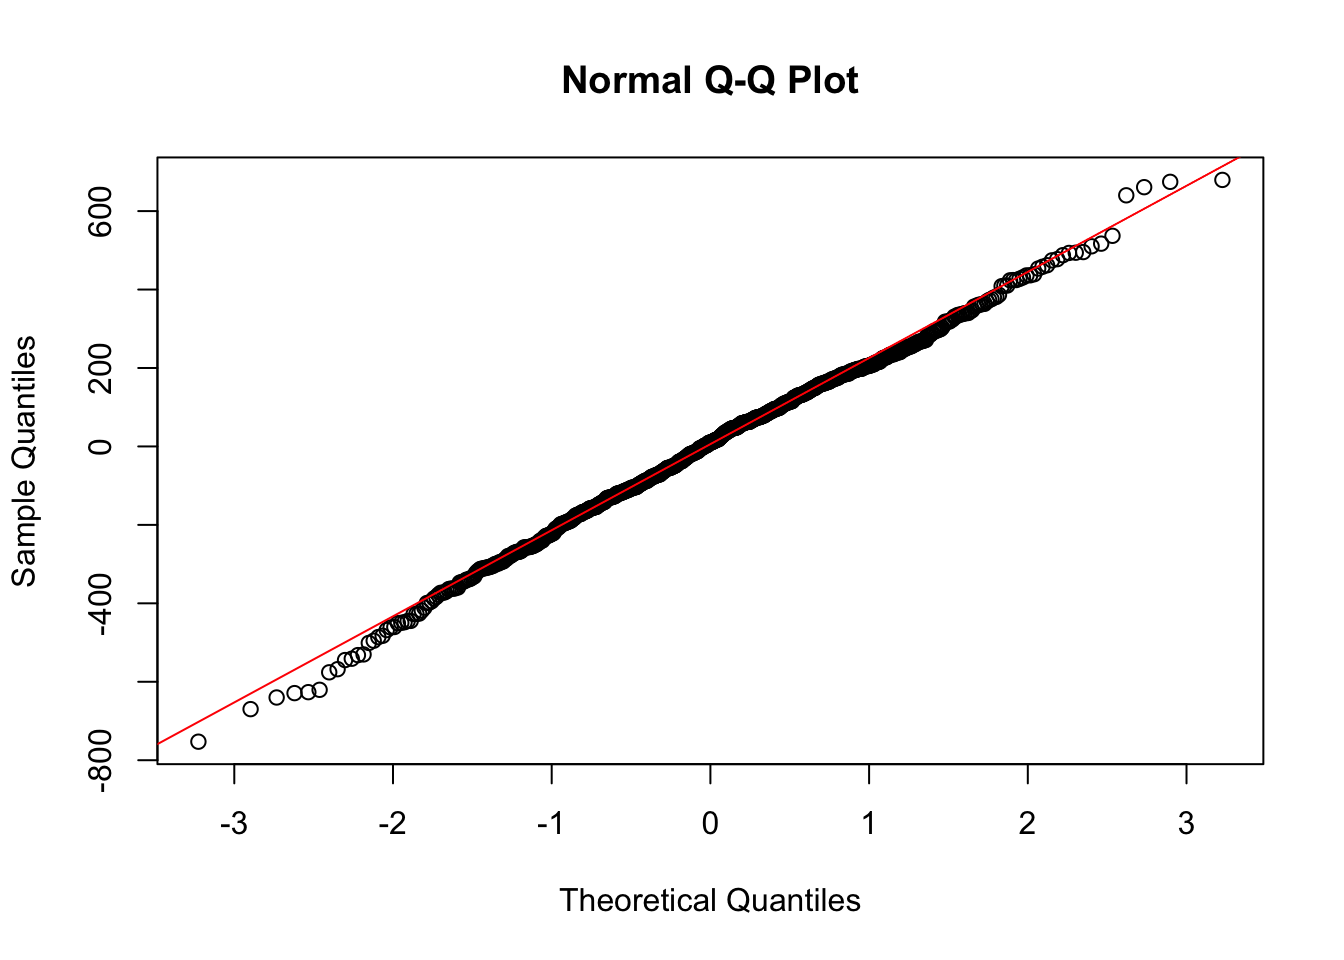 Normal Q-Q Plot
Sample Quantiles
600
200
0
-400
-800
-3 -2 -1 0 1 2 3
Theoretical Quantiles